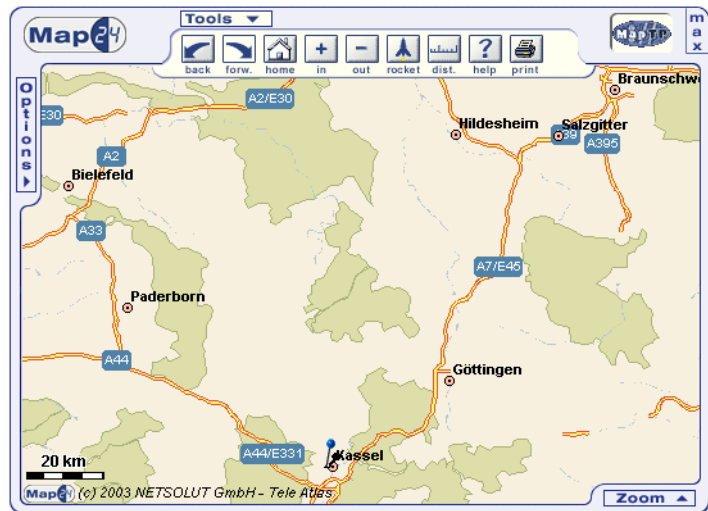 Map24
Tools
MapTP
max
back forw. home in out rocket dist. help print
Options
Braunschwe
A2/E30
E30
Hildesheim
Salzgitter
39
A395
A2
Bielefeld
A33
A7/E45
Paderborn
A44
Göttingen
A44/E331
Kassel
20 km
Map24 (c) 2003 NETSOLUT GmbH - Tele Atlas
Zoom